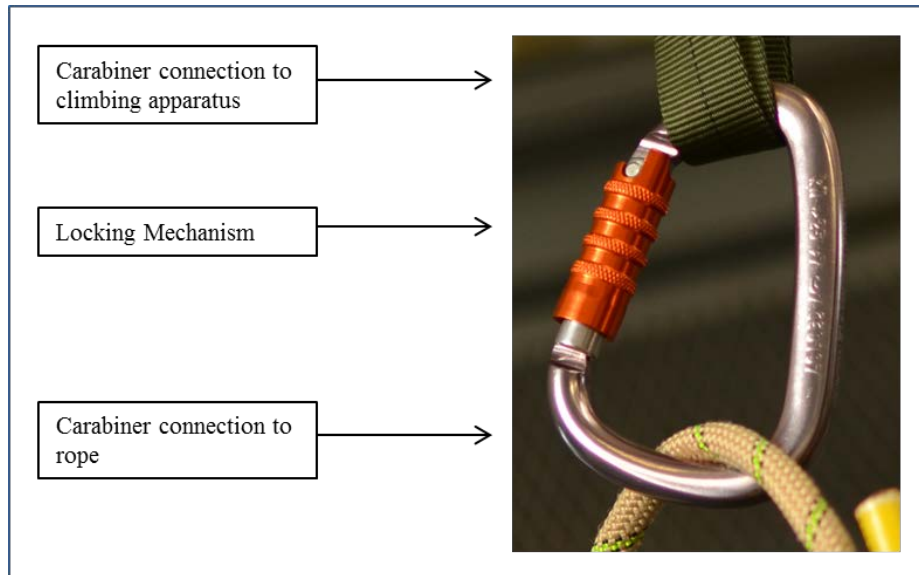 Carabiner connection to
climbing apparatus
Locking Mechanism
Carabiner connection to
rope